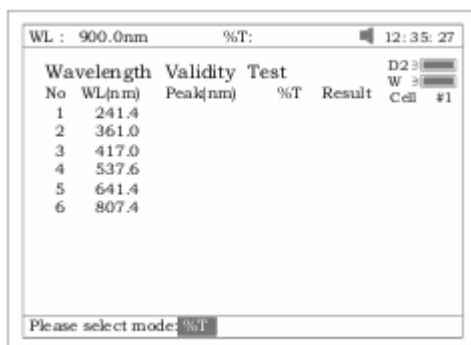 WL : 900.0nm %T: 12:35:27
Wavelength Validity Test D2
W
No WL(nm) Peak(nm) %T Result Cell #1
1 241.4
2 361.0
3 417.0
4 537.6
5 641.4
6 807.4
Please select mode: %T